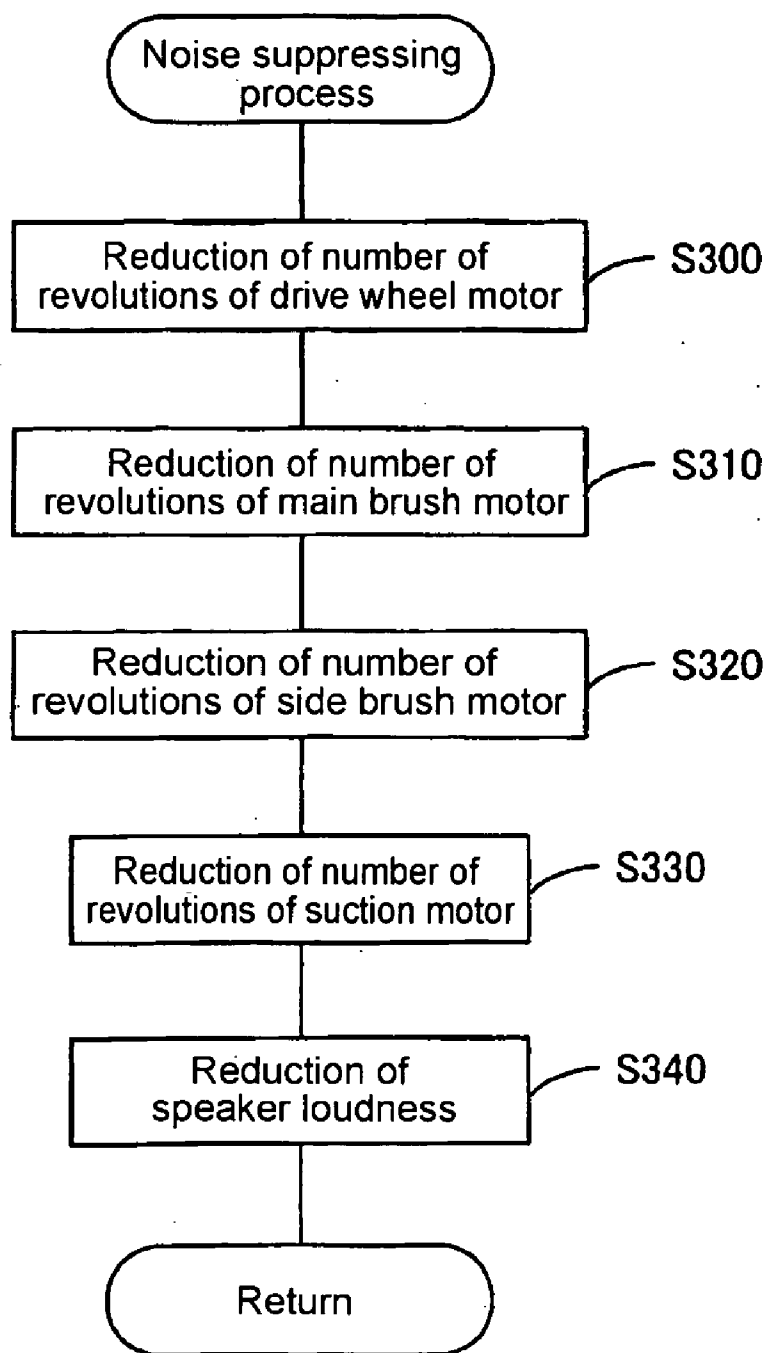 Noise suppressing
process
Reduction of number of
revolutions of drive wheel motor
S300
Reduction of number of
revolutions of main brush motor
S310
Reduction of number of
revolutions of side brush motor
S320
Reduction of number of
revolutions of suction motor
S330
Reduction of
speaker loudness
S340
Return